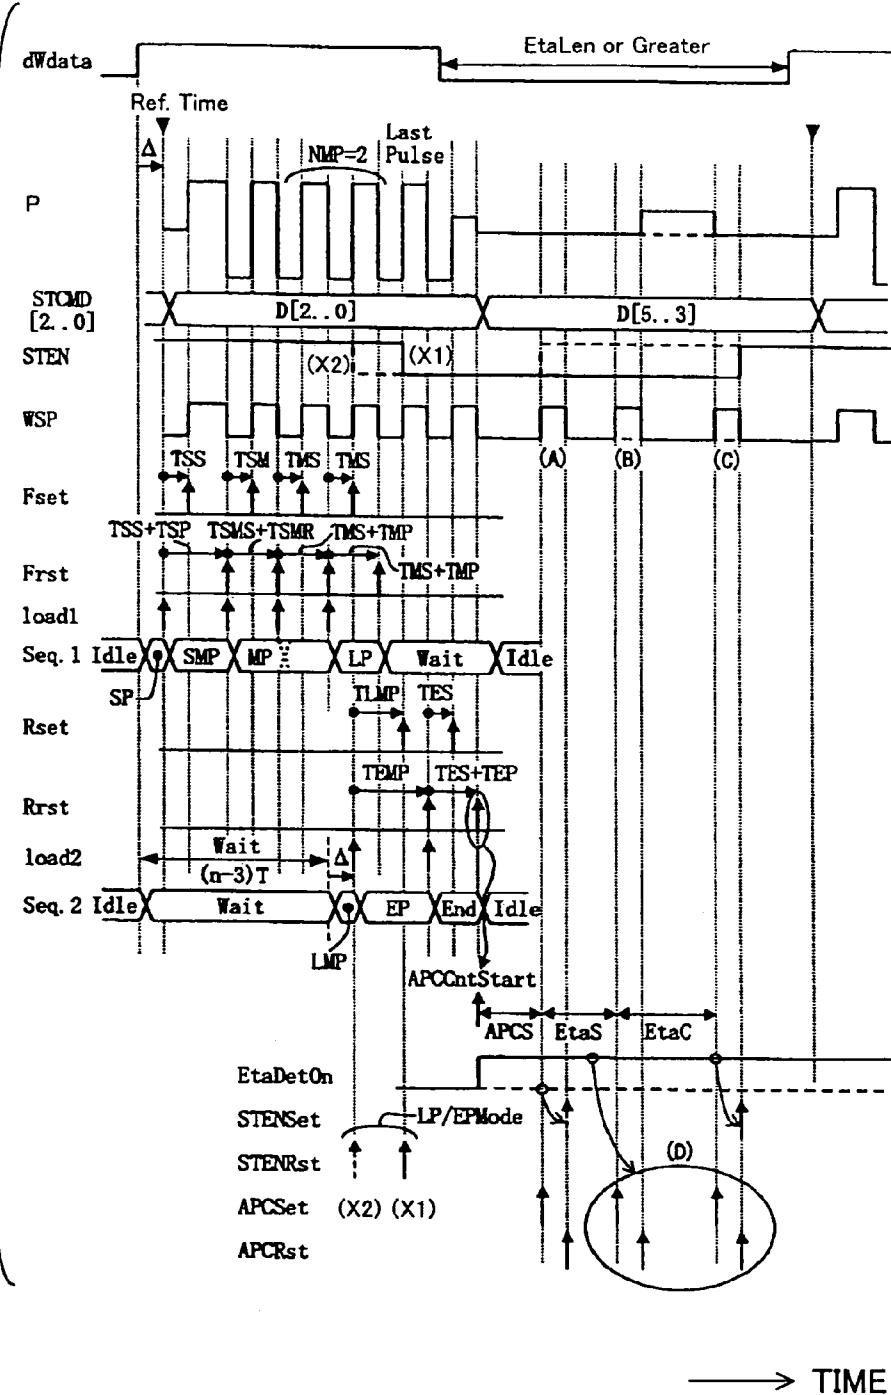 dWdata
EtaLen or Greater
Ref. Time
Δ
NMP=2
Last
Pulse
P
STCMD
[2..0]
D[2..0]
D[5..3]
STEN
(X2)
(X1)
WSP
(A)
(B)
(C)
TSS
TSM
TMS
TMS
Fset
TSS+TSP
TSMS+TSMR
TMS+TMP
Frst
TMS+TMP
load1
Seq.1 Idle
SMP
MP
LP
Wait
Idle
SP
TLMP
TES
Rset
TEMP
TES+TEP
Rrst
load2
Wait
(n-3)T
Δ
Seq.2 Idle
Wait
EP
End
Idle
LMP
APCCntStart
APCS
EtaS
EtaC
EtaDetOn
STENSet
LP/EPMode
STENRst
(D)
APCSet
(X2)
(X1)
APCRst
TIME